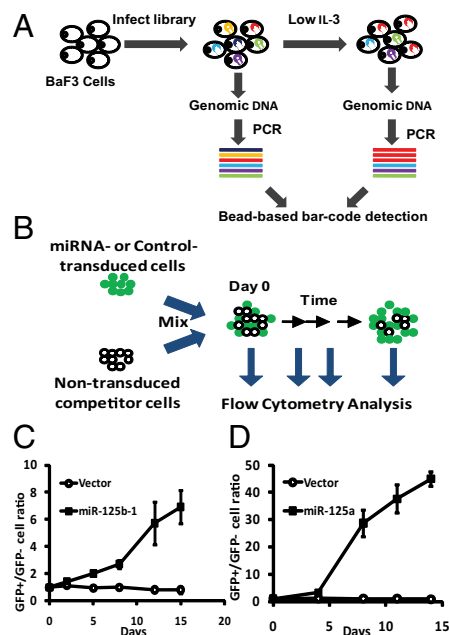 A
Infect library
Low IL-3
BaF3 Cells
Genomic DNA
Genomic DNA
PCR
PCR
Bead-based bar-code detection
B
miRNA- or Control-
transduced cells
Mix
Non-transduced
competitor cells
Day 0
Time
Flow Cytometry Analysis
C
GFP+/GFP- cell ratio
10
8
6
4
2
0
Vector
miR-125b-1
0 5 10 15 20
Days
D
GFP+/GFP- cell ratio
50
40
30
20
10
0
Vector
miR-125a
0 5 10 15
Days